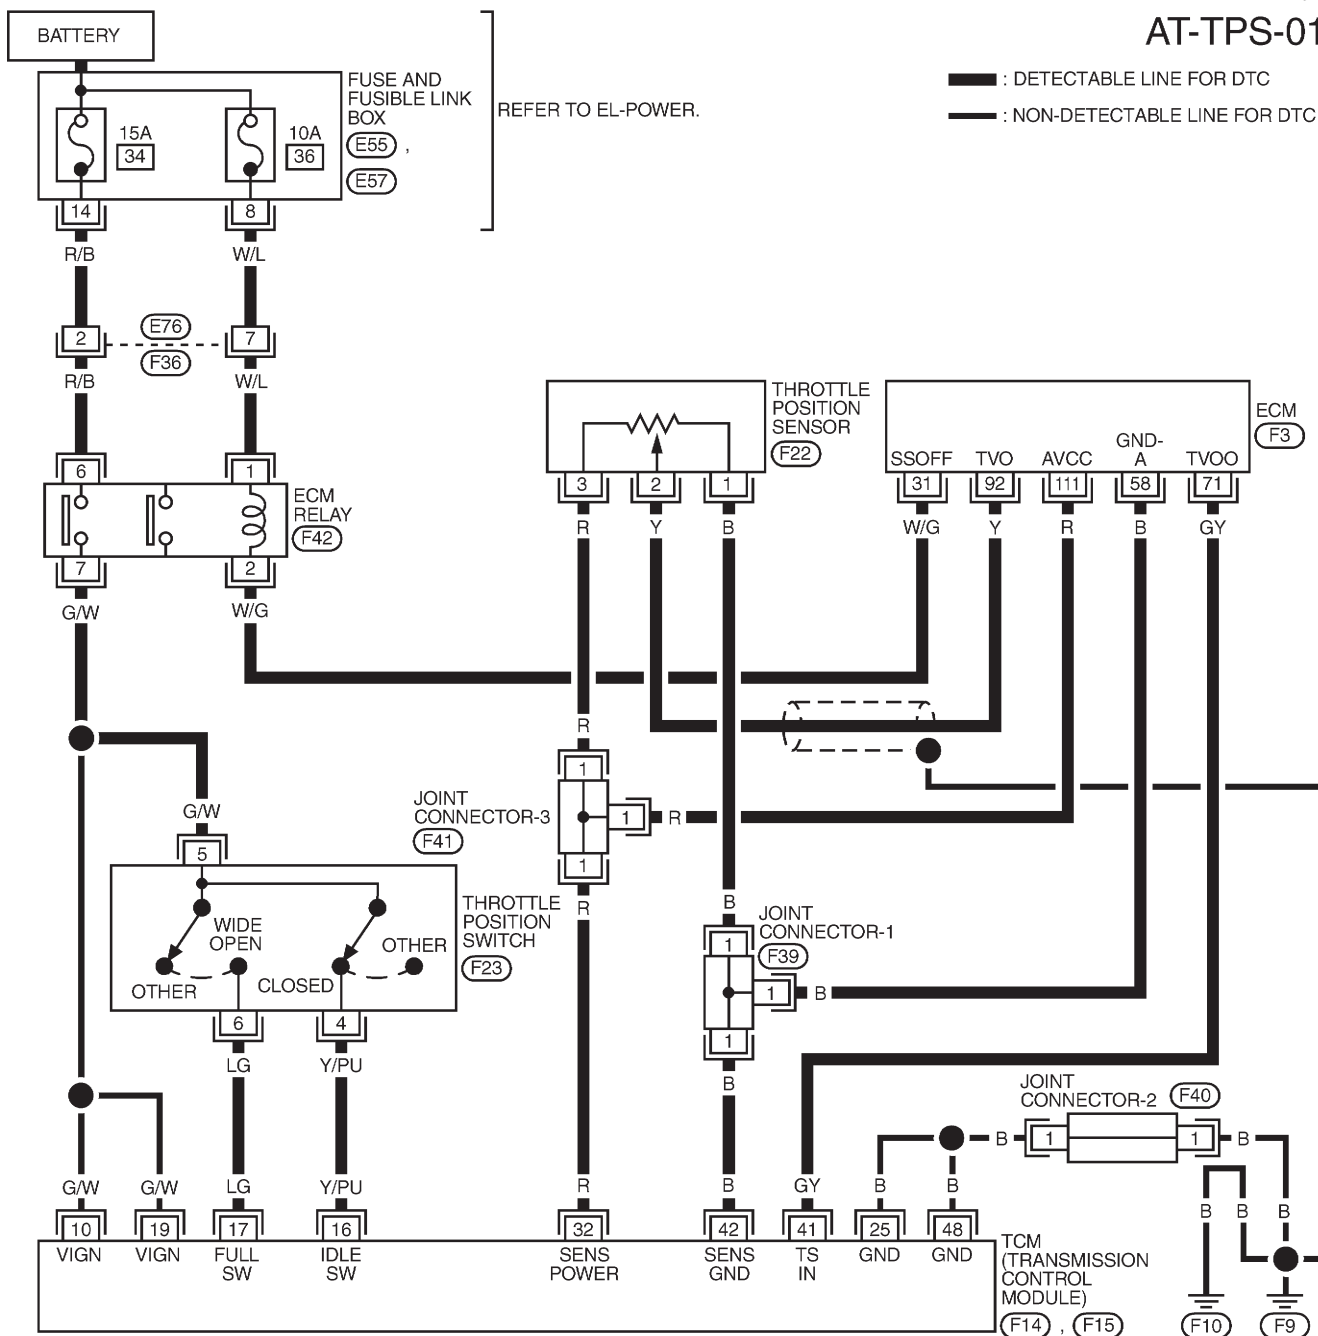 AT-TPS-01
BATTERY
: DETECTABLE LINE FOR DTC
: NON-DETECTABLE LINE FOR DTC
FUSE AND
FUSIBLE LINK
BOX
E55 ,
E57
REFER TO EL-POWER.
15A
34
10A
36
14
8
R/B
W/L
2
E76
F36
7
R/B
W/L
6
1
ECM
RELAY
F42
7
2
G/W
W/G
THROTTLE
POSITION
SENSOR
F22
3
2
1
R
Y
B
ECM
F3
SSOFF
TVO
AVCC
GND-
A
TVOO
31
92
111
58
71
W/G
Y
R
B
GY
R
1
JOINT
CONNECTOR-3
F41
1
R
1
R
G/W
5
THROTTLE
POSITION
SWITCH
F23
WIDE
OPEN
OTHER
OTHER
CLOSED
6
4
LG
Y/PU
B
JOINT
CONNECTOR-1
F39
1
1
B
1
B
JOINT
CONNECTOR-2
F40
B
1
1
B
G/W
G/W
LG
Y/PU
R
B
GY
B
B
B
B
B
10
19
17
16
32
42
41
25
48
VIGN
VIGN
FULL
SW
IDLE
SW
SENS
POWER
SENS
GND
TS
IN
GND
GND
TCM
(TRANSMISSION
CONTROL
MODULE)
F14 , F15
F10
F9